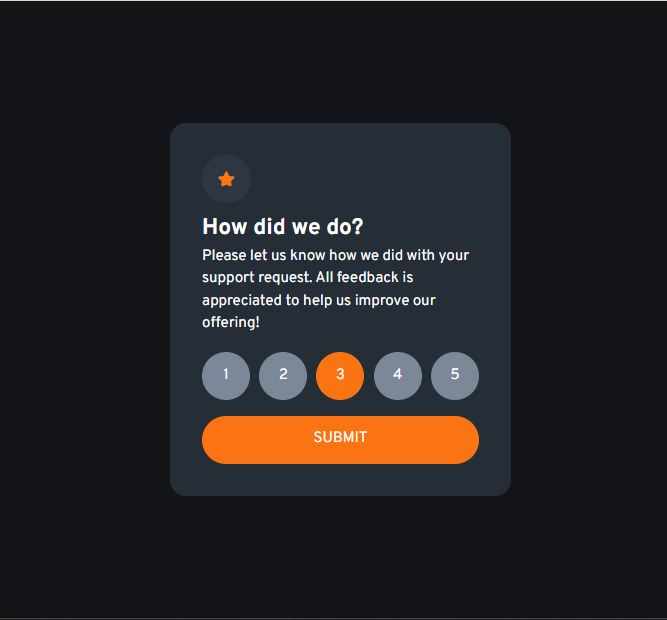 How did we do?
Please let us know how we did with your
support request. All feedback is
appreciated to help us improve our
offering!
1 2 3 4 5
SUBMIT